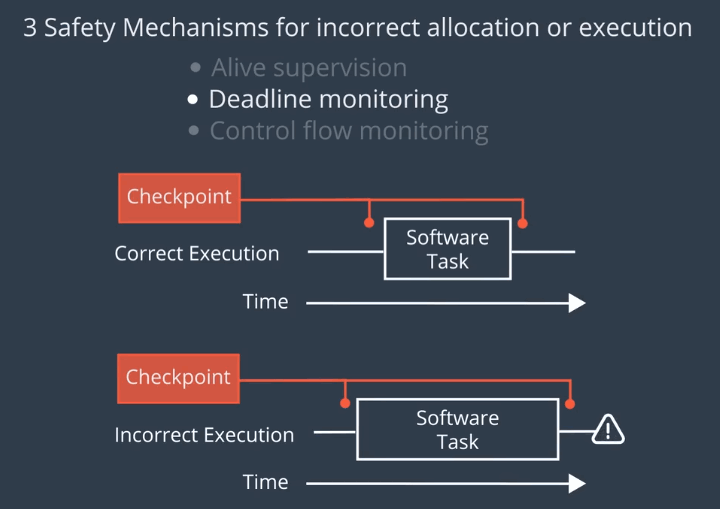 3 Safety Mechanisms for incorrect allocation or execution
• Alive supervision
• Deadline monitoring
• Control flow monitoring
Checkpoint
Correct Execution
Software
Task
Time
Checkpoint
Incorrect Execution
Software
Task
Time